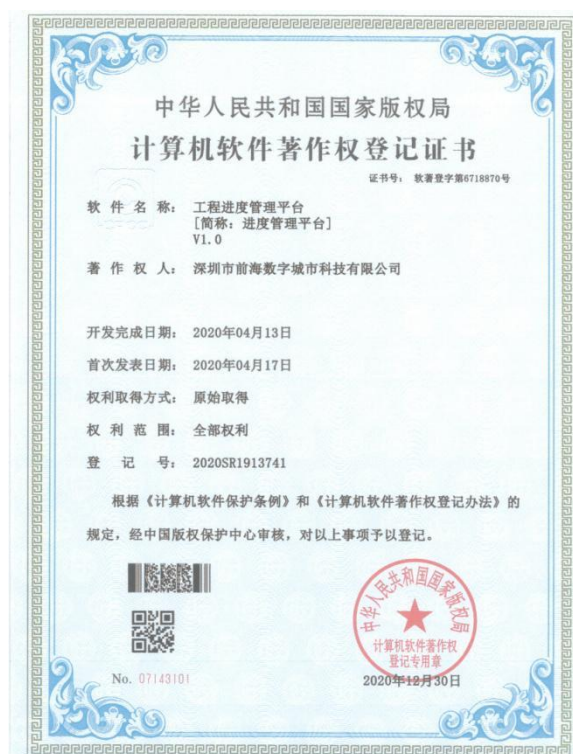 中华人民共和国国家版权局
计算机软件著作权登记证书
证书号： 软著登字第6718870号
软件名称： 工程进度管理平台
[简称：进度管理平台]
V1.0
著作权人： 深圳市前海数字城市科技有限公司
开发完成日期： 2020年04月13日
首次发表日期： 2020年04月17日
权利取得方式： 原始取得
权利范围： 全部权利
登记号： 2020SR1913741
根据《计算机软件保护条例》和《计算机软件著作权登记办法》的
规定，经中国版权保护中心审核，对以上事项予以登记。
中华人民共和国国家版权局
计算机软件著作权
登记专用章
No. 07143101
2020年12月30日